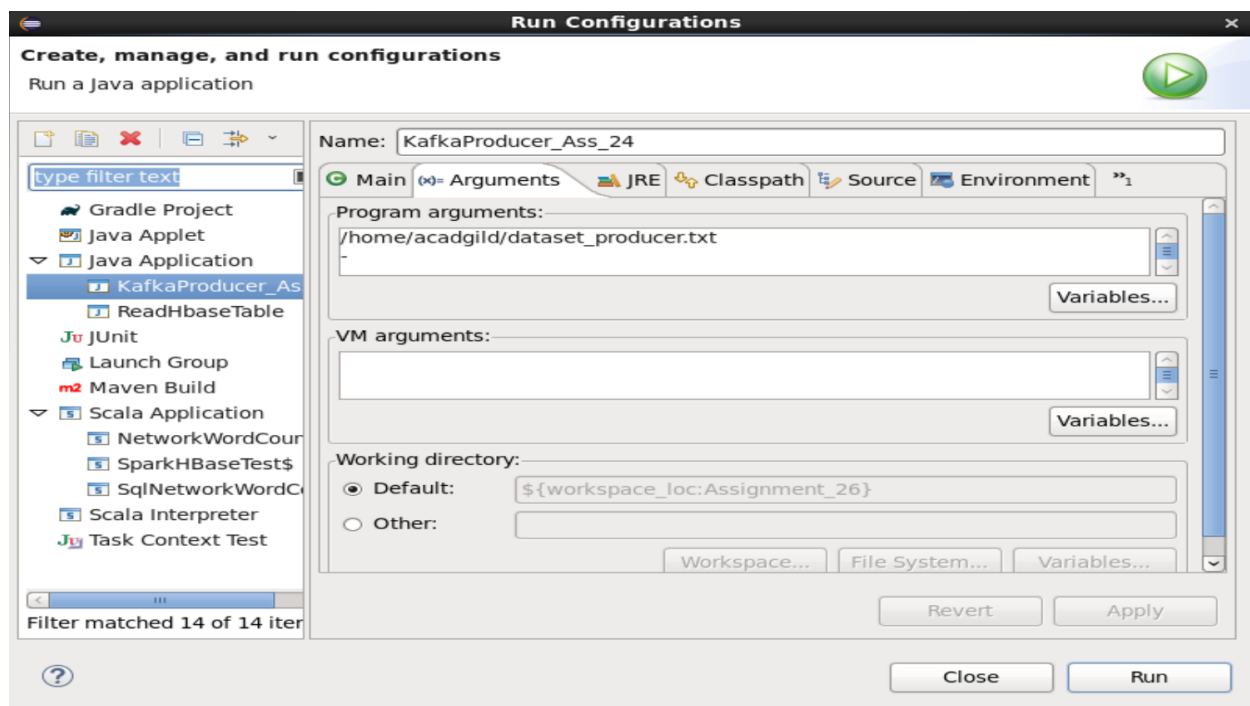 Run Configurations
Create, manage, and run configurations
Run a Java application
type filter text
Gradle Project
Java Applet
Java Application
KafkaProducer_As
ReadHbaseTable
Ju JUnit
Launch Group
m2 Maven Build
Scala Application
NetworkWordCour
SparkHBaseTest$
SqlNetworkWordC
Scala Interpreter
Ju Task Context Test
Filter matched 14 of 14 iter
Name: KafkaProducer_Ass_24
Main (x)= Arguments JRE Classpath Source Environment "1
Program arguments:
/home/acadgild/dataset_producer.txt
-
Variables...
VM arguments:
Variables...
Working directory:
Default: ${workspace_loc:Assignment_26}
Other:
Workspace... File System... Variables...
Revert Apply
? Close Run